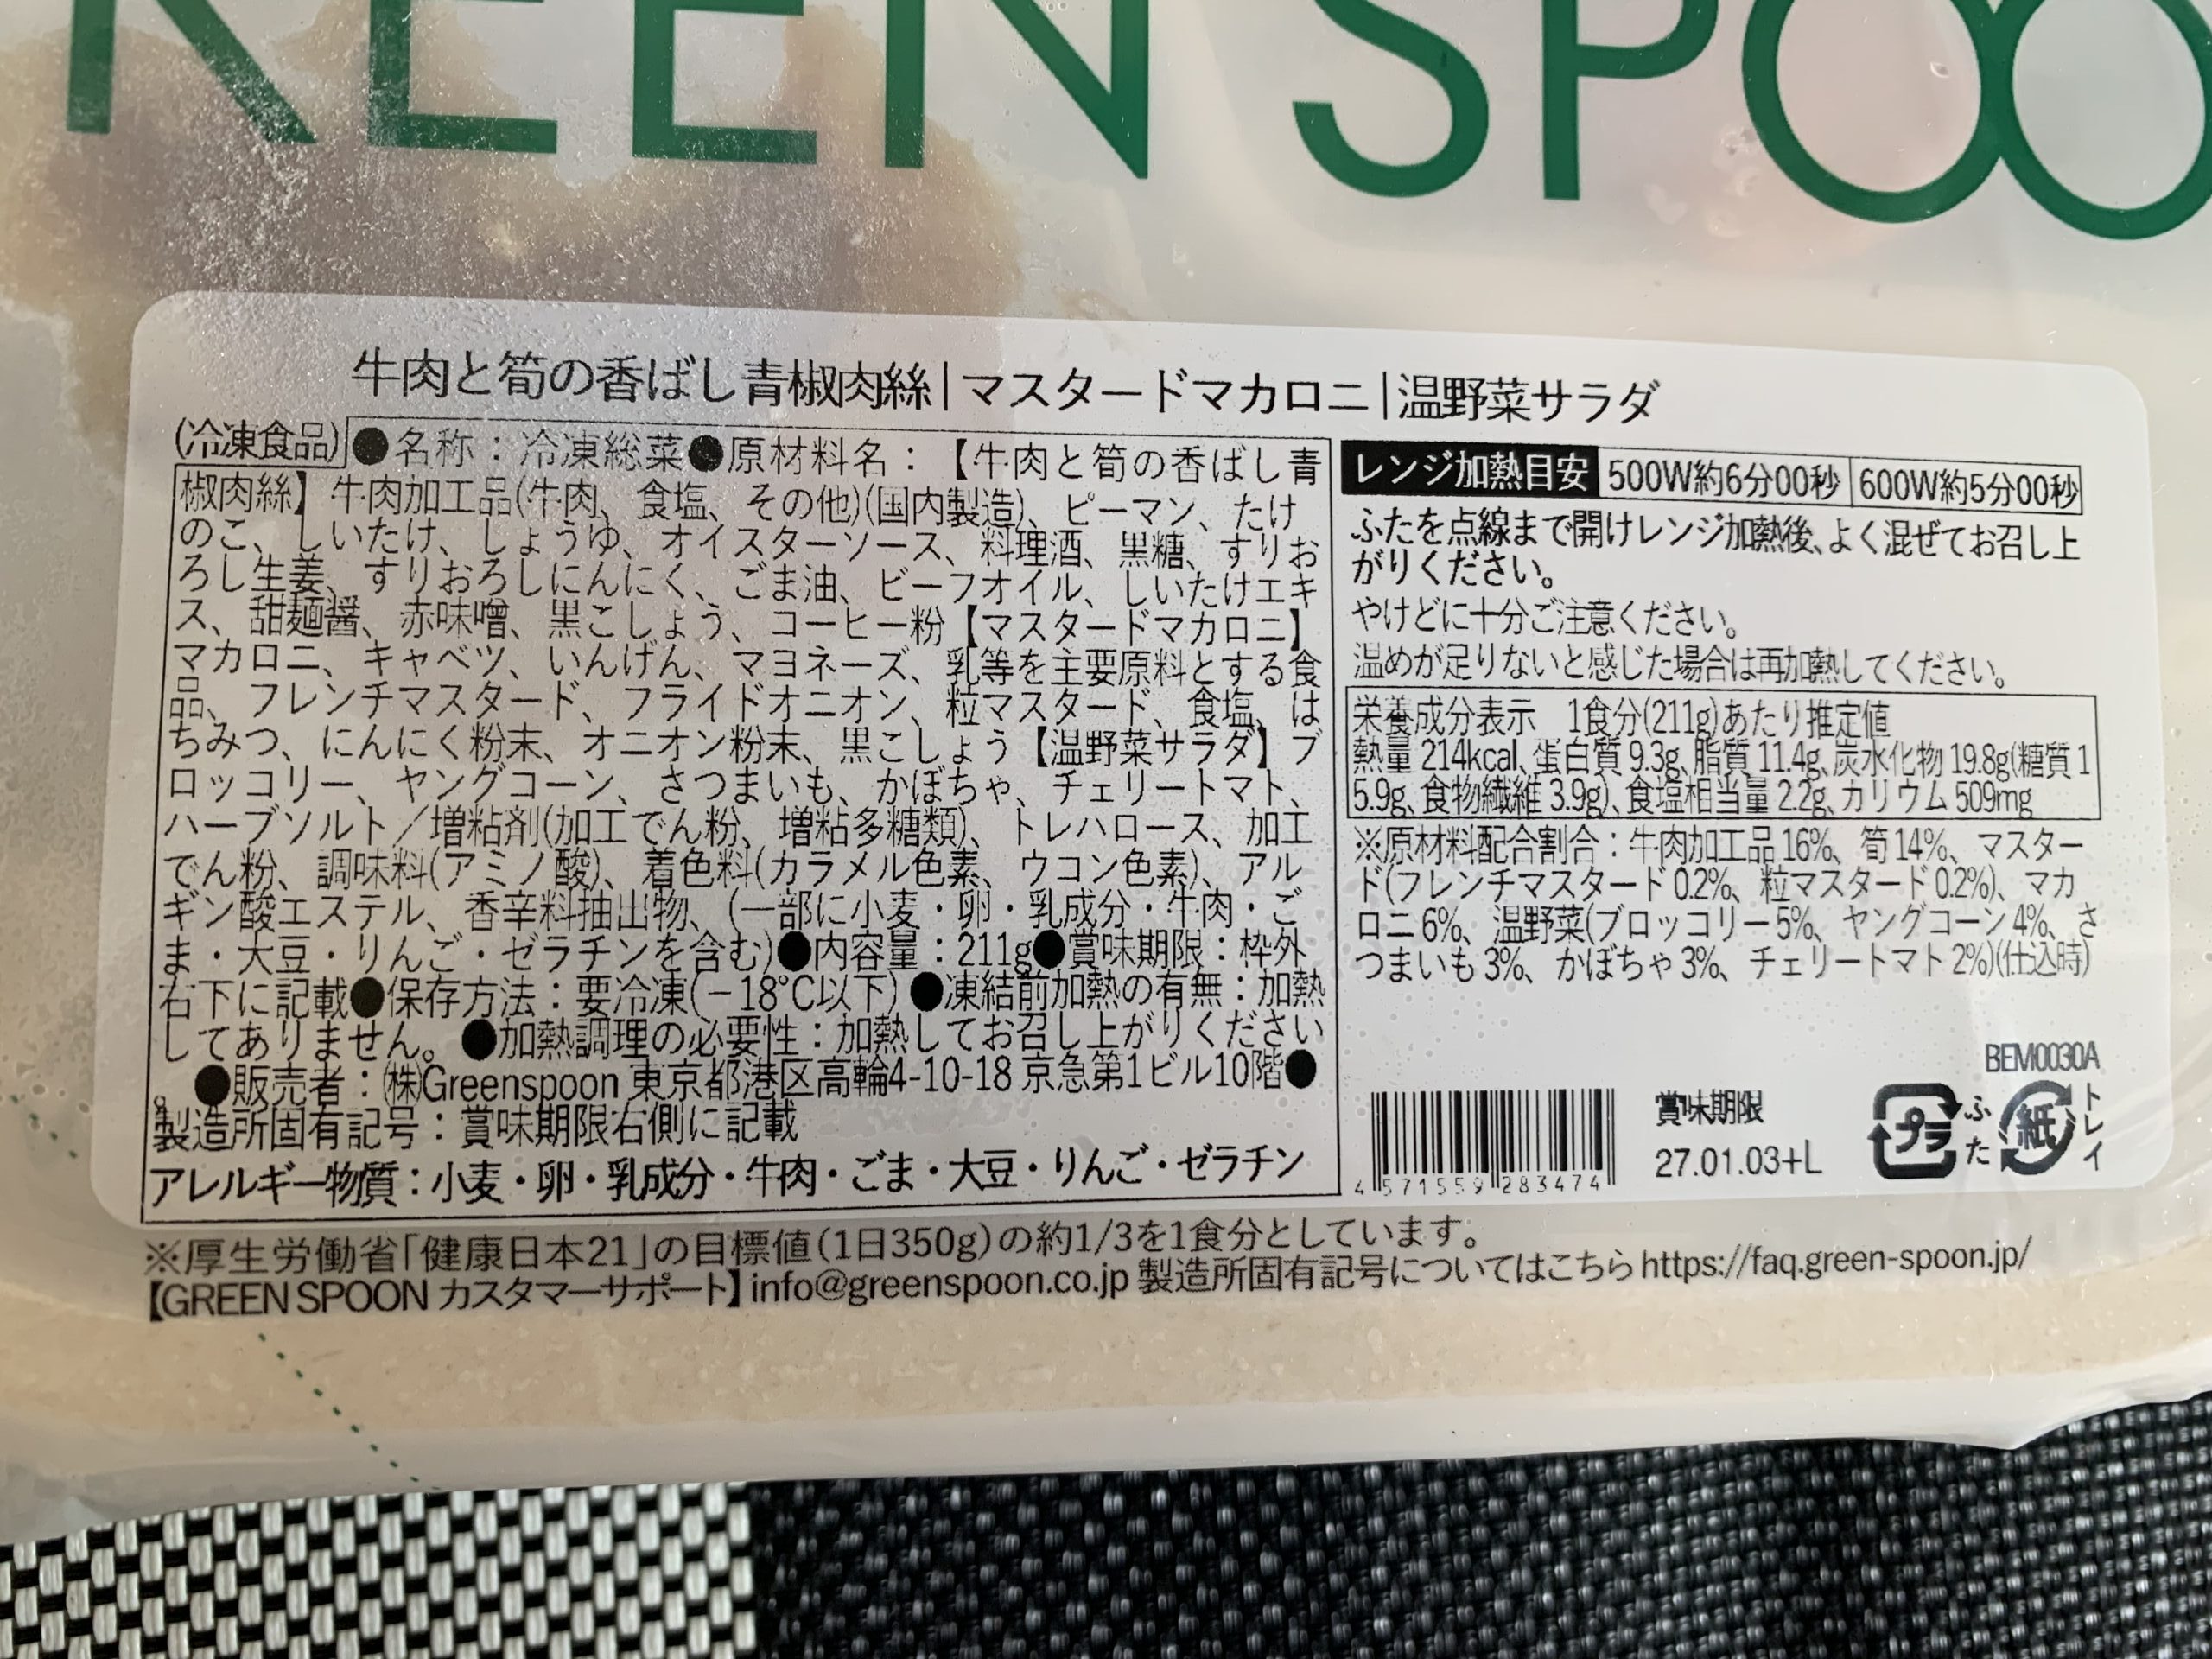 REEN SPOO
牛肉と筍の香ばし青椒肉絲|マスタードマカロニ|温野菜サラダ
(冷凍食品)●名称：冷凍総菜●原材料名：【牛肉と筍の香ばし青
椒肉絲】牛肉加工品(牛肉、食塩、その他)(国内製造)、ピーマン、たけ
のこ、しいたけ、しょうゆ、オイスターソース、料理酒、黒糖、すりお
ろし生姜、すりおろしにんにく、ごま油、ビーフオイル、しいたけエキ
ス、甜麺醤、赤味噌、黒こしょう、コーヒー粉【マスタードマカロニ】
マカロニ、キャベツ、いんげん、マヨネーズ、乳等を主要原料とする食
品、フレンチマスタード、フライドオニオン、粒マスタード、食塩、は
ちみつ、にんにく粉末、オニオン粉末、黒こしょう【温野菜サラダ】ブ
ロッコリー、ヤングコーン、さつまいも、かぼちゃ、チェリートマト、
ハーブソルト／増粘剤(加工でん粉、増粘多糖類)、トレハロース、加工
でん粉、調味料(アミノ酸)、着色料(カラメル色素、ウコン色素)、アル
ギン酸エステル、香辛料抽出物、(一部に小麦・卵・乳成分・牛肉・ご
ま・大豆・りんご・ゼラチンを含む)●内容量：211g●賞味期限：枠外
右下に記載●保存方法：要冷凍(－18℃以下)●凍結前加熱の有無：加熱
してありません。●加熱調理の必要性：加熱してお召し上がりください
。●販売者：㈱Greenspoon 東京都港区高輪4-10-18 京急第1ビル10階●
製造所固有記号：賞味期限右側に記載
アレルギー物質：小麦・卵・乳成分・牛肉・ごま・大豆・りんご・ゼラチン
レンジ加熱目安 500W約6分00秒 600W約5分00秒
ふたを点線まで開けレンジ加熱後、よく混ぜてお召し上
がりください。
やけどに十分ご注意ください。
温めが足りないと感じた場合は再加熱してください。
栄養成分表示 1食分(211g)あたり推定値
熱量 214kcal、蛋白質 9.3g、脂質 11.4g、炭水化物 19.8g(糖質 1
5.9g、食物繊維 3.9g)、食塩相当量 2.2g、カリウム 509mg
※原材料配合割合：牛肉加工品 16%、筍 14%、マスター
ド(フレンチマスタード 0.2%、粒マスタード 0.2%)、マカ
ロニ 6%、温野菜(ブロッコリー 5%、ヤングコーン 4%、さ
つまいも 3%、かぼちゃ 3%、チェリートマト 2%)(仕込時)
BEM0030A
4 571559 283474
賞味期限
27.01.03+L
プラ ふた
紙 トレイ
※厚生労働省「健康日本21」の目標値(1日350g)の約1/3を1食分としています。
【GREEN SPOON カスタマーサポート】info@greenspoon.co.jp 製造所固有記号についてはこちら https://faq.green-spoon.jp/